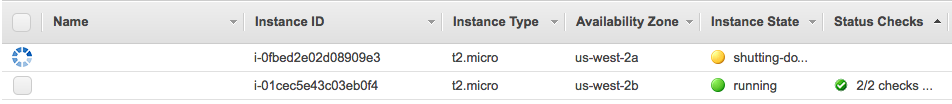 Name Instance ID Instance Type Availability Zone Instance State Status Checks
i-0fbed2e02d08909e3 t2.micro us-west-2a shutting-do...
i-01cec5e43c03eb0f4 t2.micro us-west-2b running 2/2 checks ...